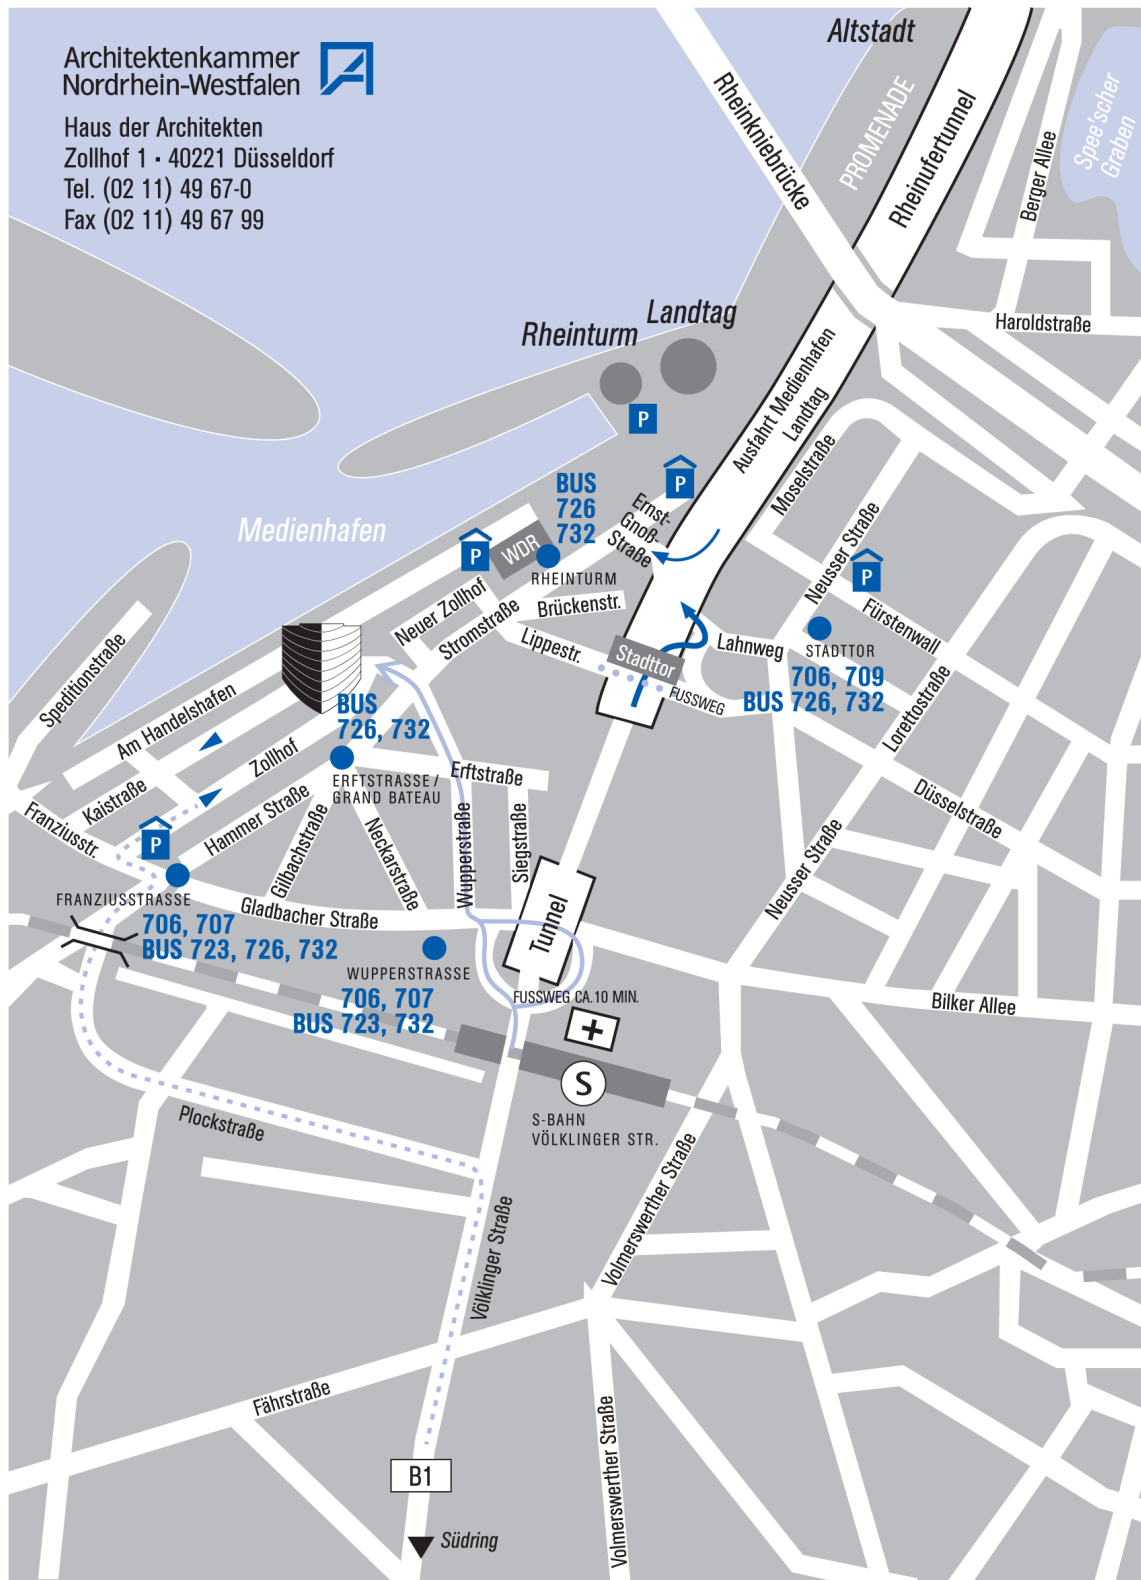 Architektenkammer
Nordrhein-Westfalen
Haus der Architekten
Zollhof 1 ▪ 40221 Düsseldorf
Tel. (02 11) 49 67-0
Fax (02 11) 49 67 99
Altstadt
PROMENADE
Rheinkniebrücke
Rheinufertunnel
Spee'scher
Graben
Berger Allee
Haroldstraße
Landtag
Rheinturm
P
Ausfahrt Medienhafen
Landtag
Moselstraße
P
BUS
726
732
Ernst-
Gnoß-
Straße
Medienhafen
P
WDR
RHEINTURM
Neusser Straße
P
Fürstenwall
Neuer Zollhof
Stromstraße
Brückenstr.
Lippestr.
Stadttor
FUSSWEG
Lahnweg
STADTTOR
706, 709
BUS 726, 732
Lorettostraße
Speditionstraße
Am Handelshafen
BUS
726, 732
Zollhof
Kaistraße
Franziusstr.
Hammer Straße
ERFTSTRASSE /
GRAND BATEAU
Erftstraße
Düsselstraße
P
Gilbachstraße
Neckarstraße
Wupperstraße
Siegstraße
Neusser Straße
FRANZIUSSTRASSE
706, 707
BUS 723, 726, 732
Gladbacher Straße
Tunnel
WUPPERSTRASSE
706, 707
BUS 723, 732
FUSSWEG CA.10 MIN.
Bilker Allee
S
S-BAHN
VÖLKLINGER STR.
Plockstraße
Völklinger Straße
Volmerswerther Straße
Fährstraße
Volmerswerther Straße
B1
Südring